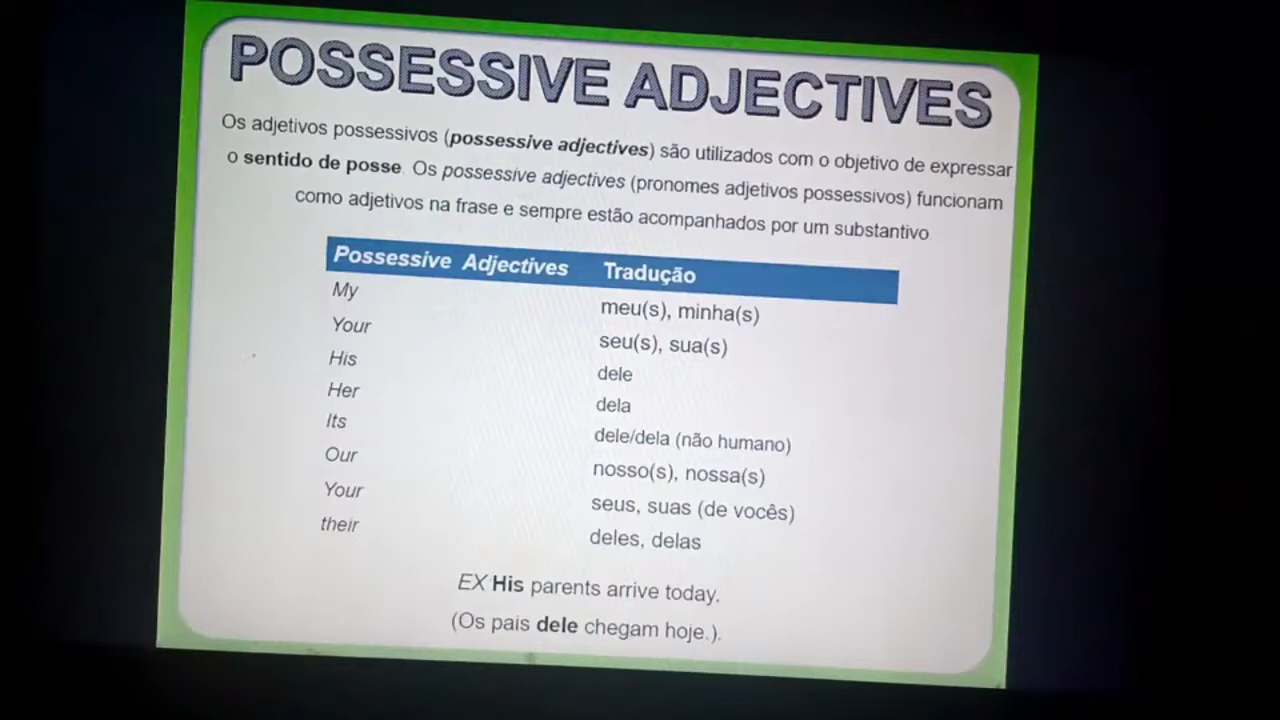 POSSESSIVE ADJECTIVES
Os adjetivos possessivos (possessive adjectives) são utilizados com o objetivo de expressar
o sentido de posse. Os possessive adjectives (pronomes adjetivos possessivos) funcionam
como adjetivos na frase e sempre estão acompanhados por um substantivo
Possessive Adjectives Tradução
My meu(s), minha(s)
Your seu(s), sua(s)
His dele
Her dela
Its dele/dela (não humano)
Our nosso(s), nossa(s)
Your seus, suas (de vocês)
their deles, delas
EX His parents arrive today.
(Os pais dele chegam hoje.).